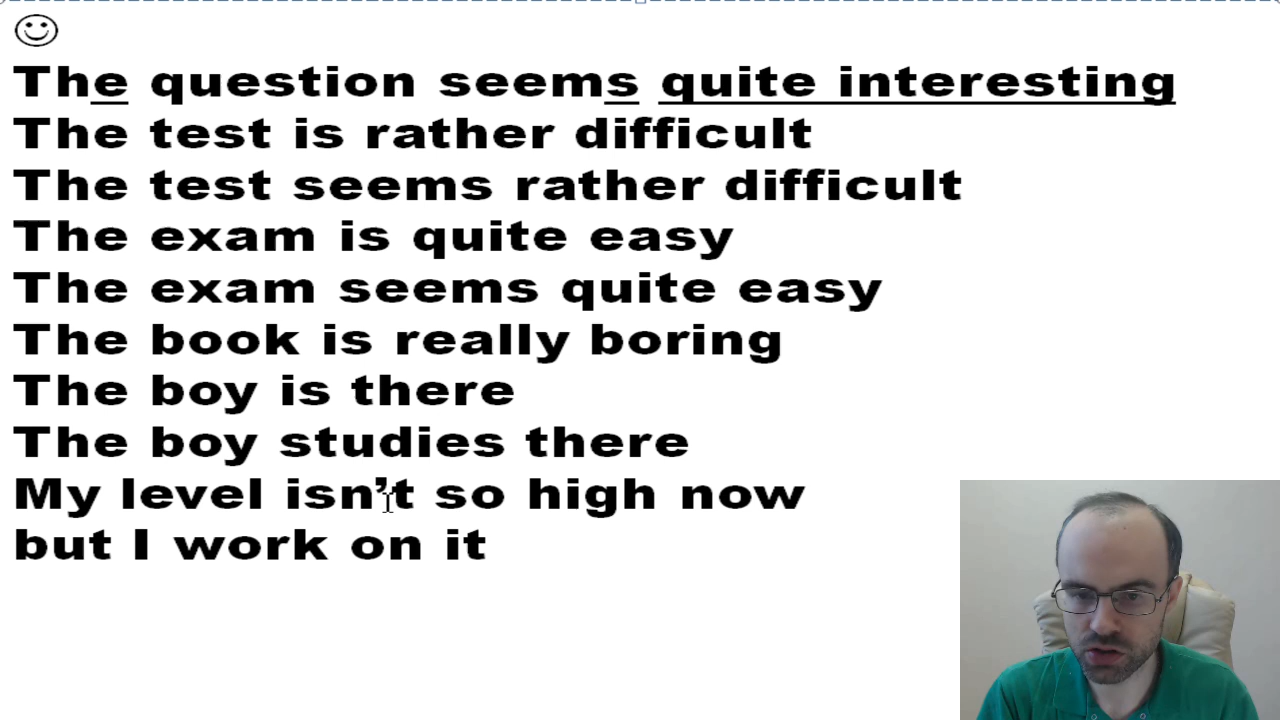 The question seems quite interesting
The test is rather difficult
The test seems rather difficult
The exam is quite easy
The exam seems quite easy
The book is really boring
The boy is there
The boy studies there
My level isn’t so high now
but I work on it